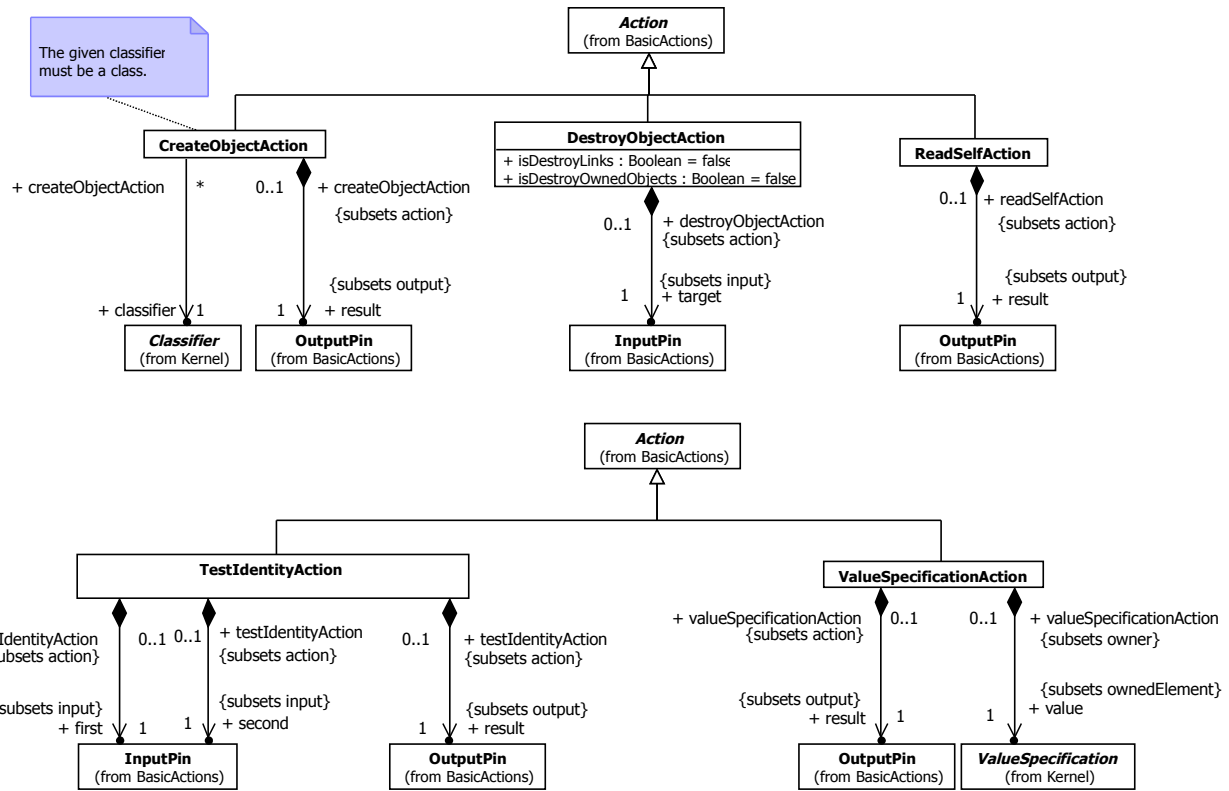 Action
(from BasicActions)
The given classifier
must be a class.
CreateObjectAction
DestroyObjectAction
+ isDestroyLinks : Boolean = false
+ isDestroyOwnedObjects : Boolean = false
ReadSelfAction
+ createObjectAction
*
0..1
+ createObjectAction
{subsets action}
0..1
+ destroyObjectAction
{subsets action}
0..1
+ readSelfAction
{subsets action}
+ classifier
1
{subsets output}
1
+ result
{subsets input}
1
+ target
{subsets output}
1
+ result
Classifier
(from Kernel)
OutputPin
(from BasicActions)
InputPin
(from BasicActions)
OutputPin
(from BasicActions)
Action
(from BasicActions)
TestIdentityAction
ValueSpecificationAction
IdentityAction
ubsets action}
0..1
0..1
+ testIdentityAction
{subsets action}
0..1
+ testIdentityAction
{subsets action}
+ valueSpecificationAction
{subsets action}
0..1
0..1
+ valueSpecificationAction
{subsets owner}
subsets input}
+ first
1
{subsets input}
1
+ second
{subsets output}
1
+ result
{subsets output}
+ result
1
{subsets ownedElement}
1
+ value
InputPin
(from BasicActions)
OutputPin
(from BasicActions)
OutputPin
(from BasicActions)
ValueSpecification
(from Kernel)